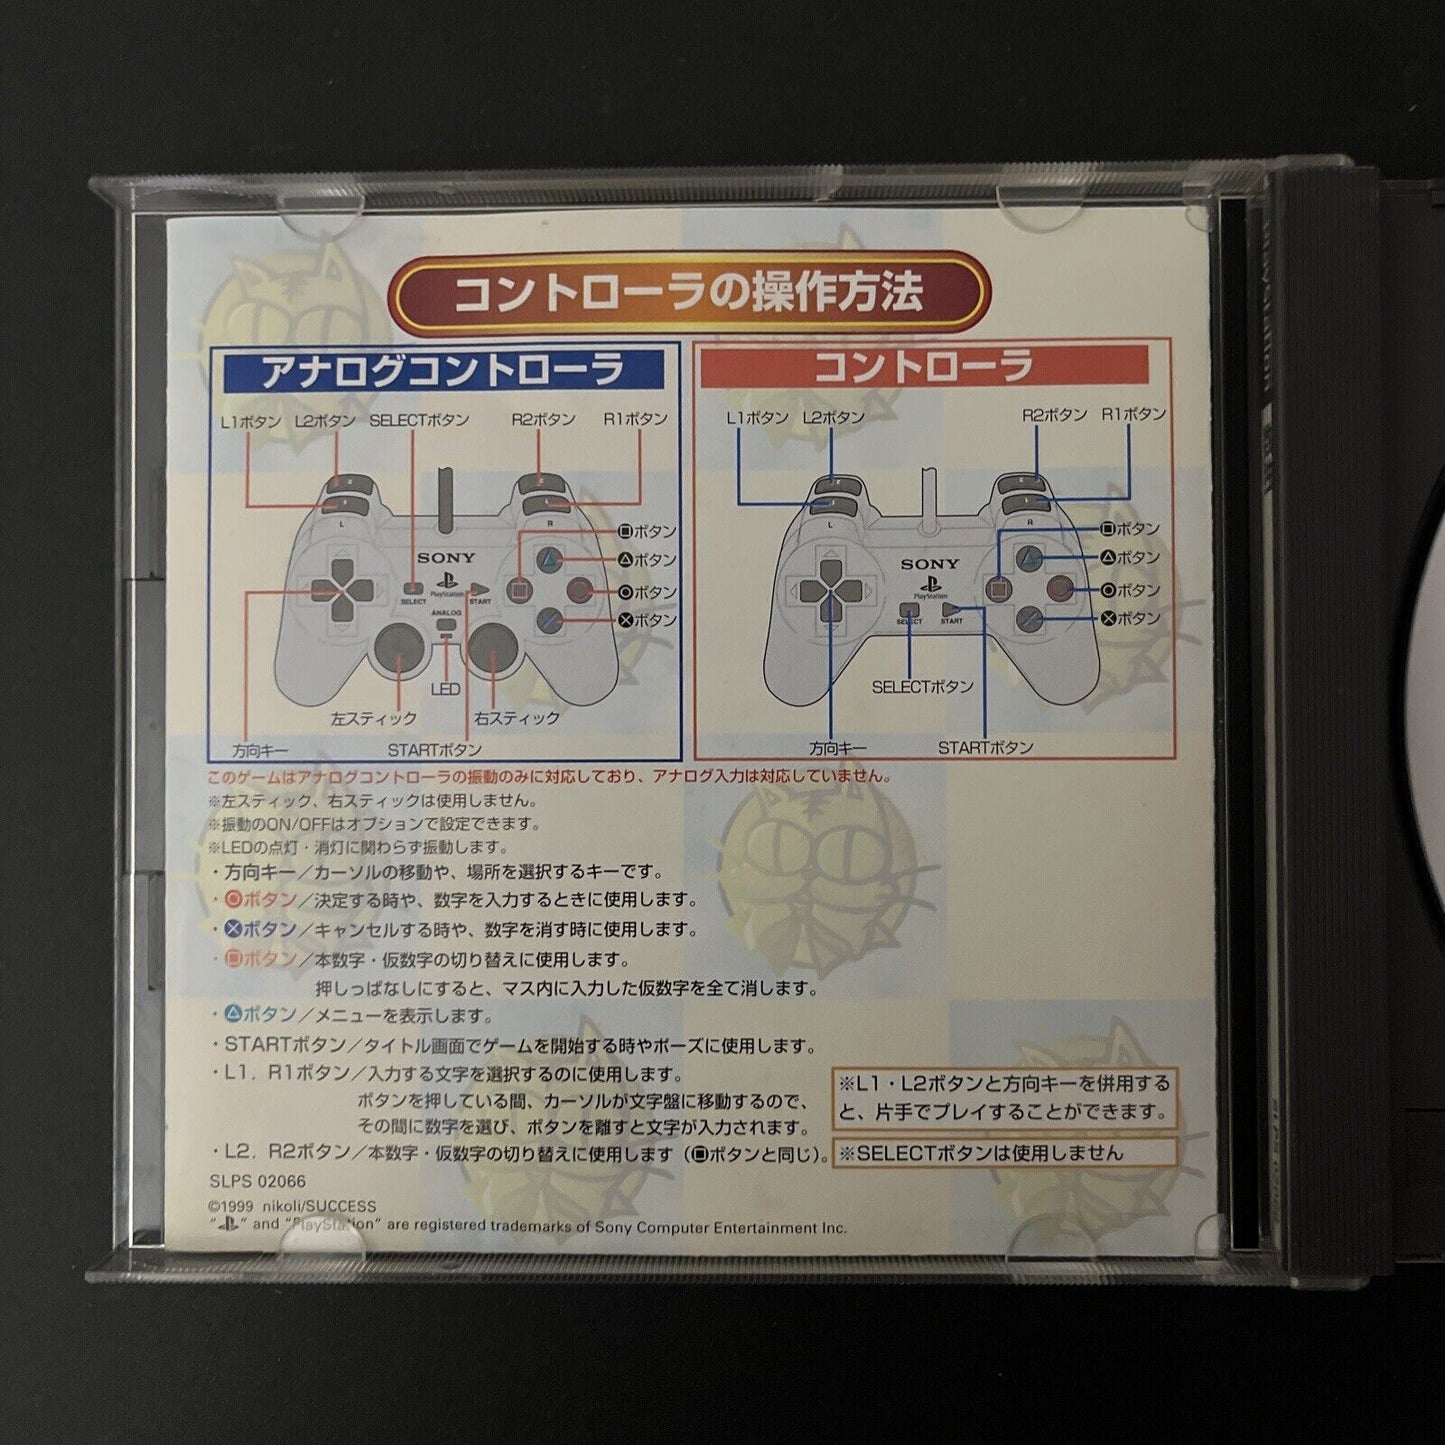 コントローラの操作方法
アナログコントローラ
L1ボタン L2ボタン SELECTボタン R2ボタン R1ボタン
L R
SONY
PlayStation
SELECT START
ANALOG
□ボタン
△ボタン
○ボタン
×ボタン
LED
左スティック 右スティック
方向キー STARTボタン
コントローラ
L1ボタン L2ボタン R2ボタン R1ボタン
L R
SONY
PlayStation
SELECT START
□ボタン
△ボタン
○ボタン
×ボタン
SELECTボタン
方向キー STARTボタン
このゲームはアナログコントローラの振動のみに対応しており、アナログ入力は対応していません。
※左スティック、右スティックは使用しません。
※振動のON/OFFはオプションで設定できます。
※LEDの点灯・消灯に関わらず振動します。
・方向キー／カーソルの移動や、場所を選択するキーです。
・○ボタン／決定する時や、数字を入力するときに使用します。
・×ボタン／キャンセルする時や、数字を消す時に使用します。
・□ボタン／本数字・仮数字の切り替えに使用します。
押しっぱなしにすると、マス内に入力した仮数字を全て消します。
・△ボタン／メニューを表示します。
・STARTボタン／タイトル画面でゲームを開始する時やポーズに使用します。
・L1．R1ボタン／入力する文字を選択するのに使用します。
ボタンを押している間、カーソルが文字盤に移動するので、
その間に数字を選び、ボタンを離すと文字が入力されます。
・L2．R2ボタン／本数字・仮数字の切り替えに使用します（□ボタンと同じ）。
※L1・L2ボタンと方向キーを併用する
と、片手でプレイすることができます。
※SELECTボタンは使用しません
SLPS 02066
©1999 nikoli/SUCCESS
“ ” and “PlayStation” are registered trademarks of Sony Computer Entertainment Inc.